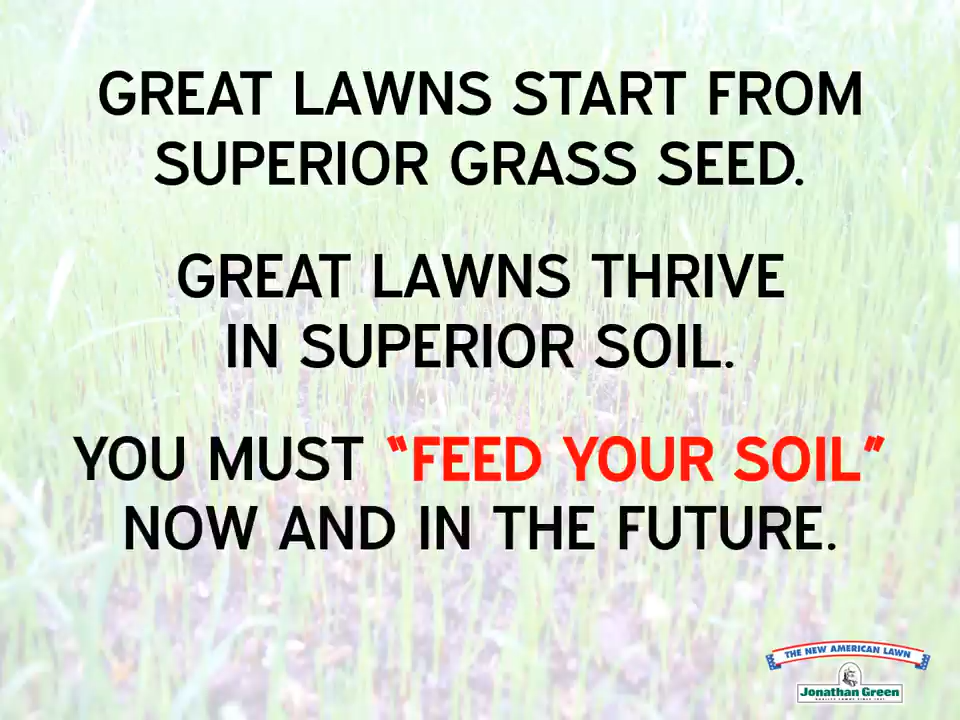 GREAT LAWNS START FROM
SUPERIOR GRASS SEED.
GREAT LAWNS THRIVE
IN SUPERIOR SOIL.
YOU MUST "FEED YOUR SOIL"
NOW AND IN THE FUTURE.
THE NEW AMERICAN LAWN
Jonathan Green